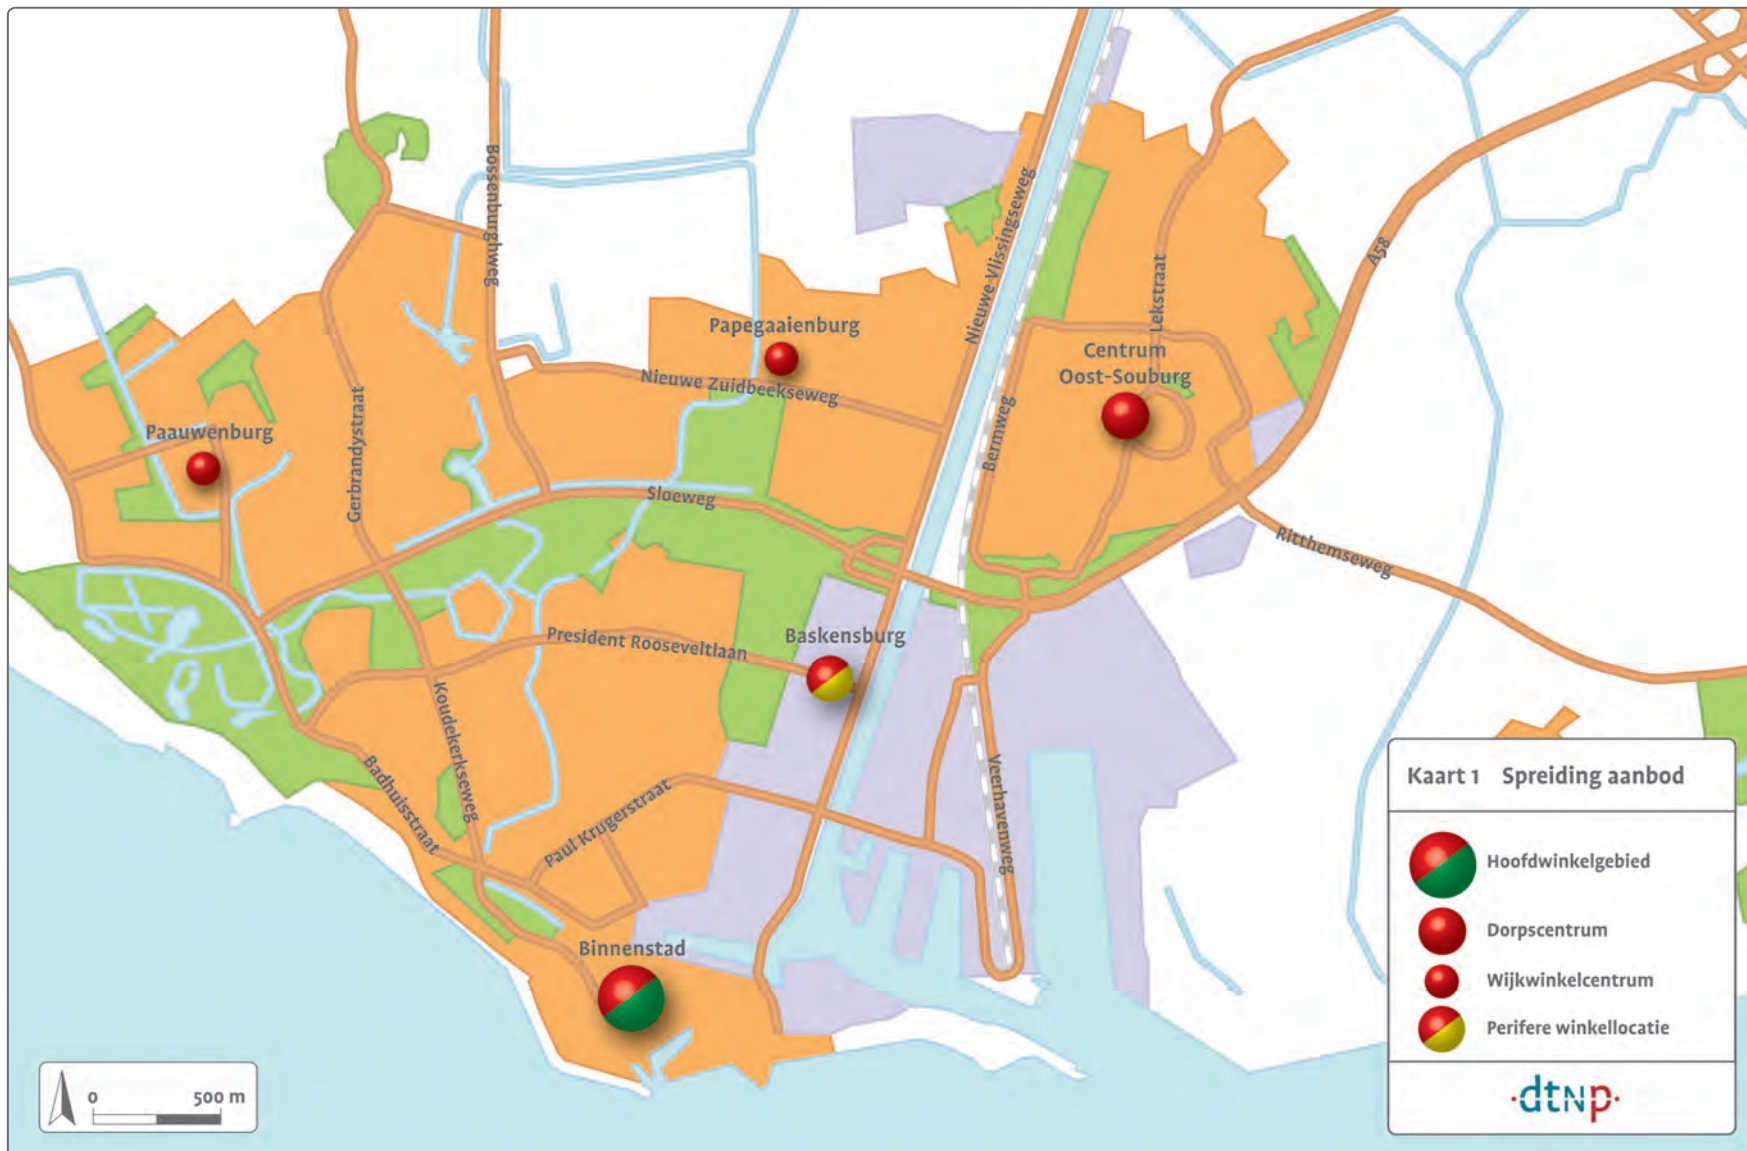 Bossenburghweg
Nieuwe Vlissingseweg
A58
Lekstraat
Papegaaienburg
Centrum
Oost-Souburg
Nieuwe Zuidbeekseweg
Paauwenburg
Gerbrandystraat
Bermweg
Sloeweg
Ritthemseweg
President Rooseveltlaan
Baskensburg
Koudekerkseweg
Badhuisstraat
Paul Krugerstraat
Veerhavenweg
Binnenstad
0 500 m
Kaart 1 Spreiding aanbod
Hoofdwinkelgebied
Dorpscentrum
Wijkwinkelcentrum
Perifere winkellocatie
·dtNp·